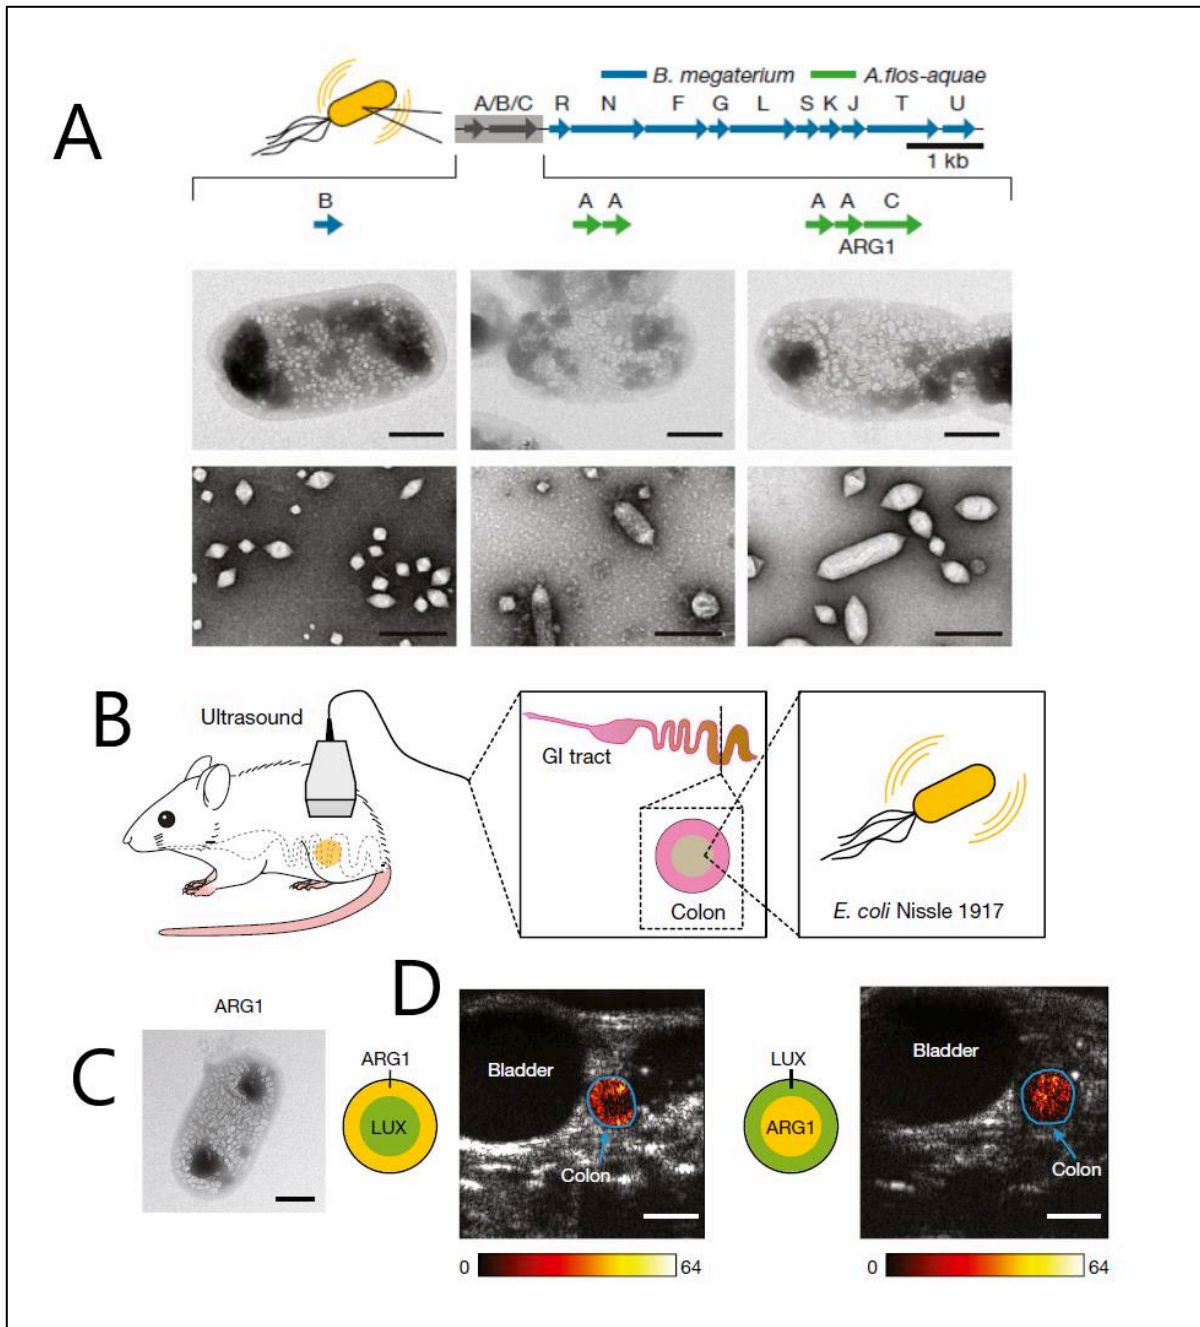 A
B. megaterium
A.flos-aquae
A/B/C R N F G L S K J T U
1 kb
B
A A
A A C
ARG1
B
Ultrasound
GI tract
Colon
E. coli Nissle 1917
C
ARG1
D
ARG1
LUX
Bladder
Colon
0 64
LUX
ARG1
Bladder
Colon
0 64